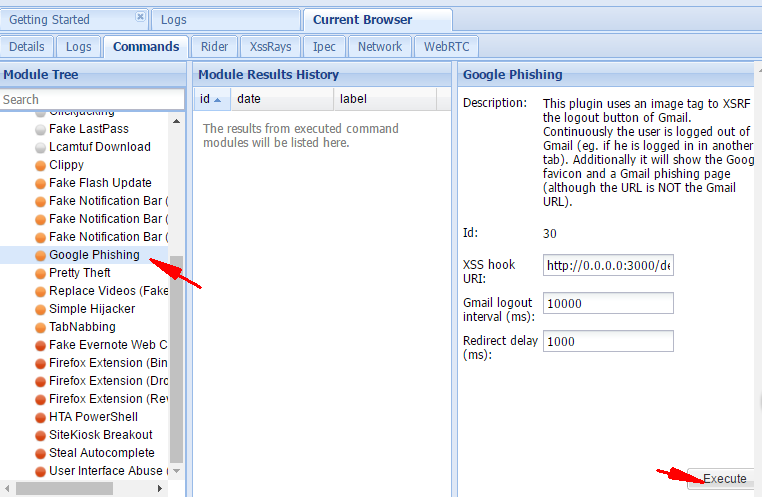 Getting Started
Logs
Current Browser
Details
Logs
Commands
Rider
XssRays
Ipec
Network
WebRTC
Module Tree
Search
Clickjacking
Fake LastPass
Lcamtuf Download
Clippy
Fake Flash Update
Fake Notification Bar (
Fake Notification Bar (
Fake Notification Bar (
Google Phishing
Pretty Theft
Replace Videos (Fake
Simple Hijacker
TabNabbing
Fake Evernote Web C
Firefox Extension (Bin
Firefox Extension (Dro
Firefox Extension (Rev
HTA PowerShell
SiteKiosk Breakout
Steal Autocomplete
User Interface Abuse (
Module Results History
id date label
The results from executed command
modules will be listed here.
Google Phishing
Description: This plugin uses an image tag to XSRF
the logout button of Gmail.
Continuously the user is logged out of
Gmail (eg. if he is logged in in another
tab). Additionally it will show the Goog
favicon and a Gmail phishing page
(although the URL is NOT the Gmail
URL).
Id: 30
XSS hook
URI: http://0.0.0.0:3000/de
Gmail logout
interval (ms): 10000
Redirect delay
(ms): 1000
Execute